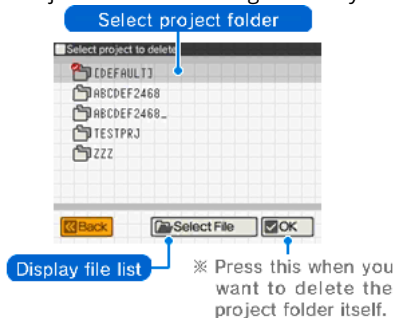 Select project folder
Select project to delete
[DEFAULT]
ABCDEF2468
ABCDEF2468_
TESTPRJ
ZZZ
Back
Select File
OK
Display file list
※ Press this when you
want to delete the
project folder itself.